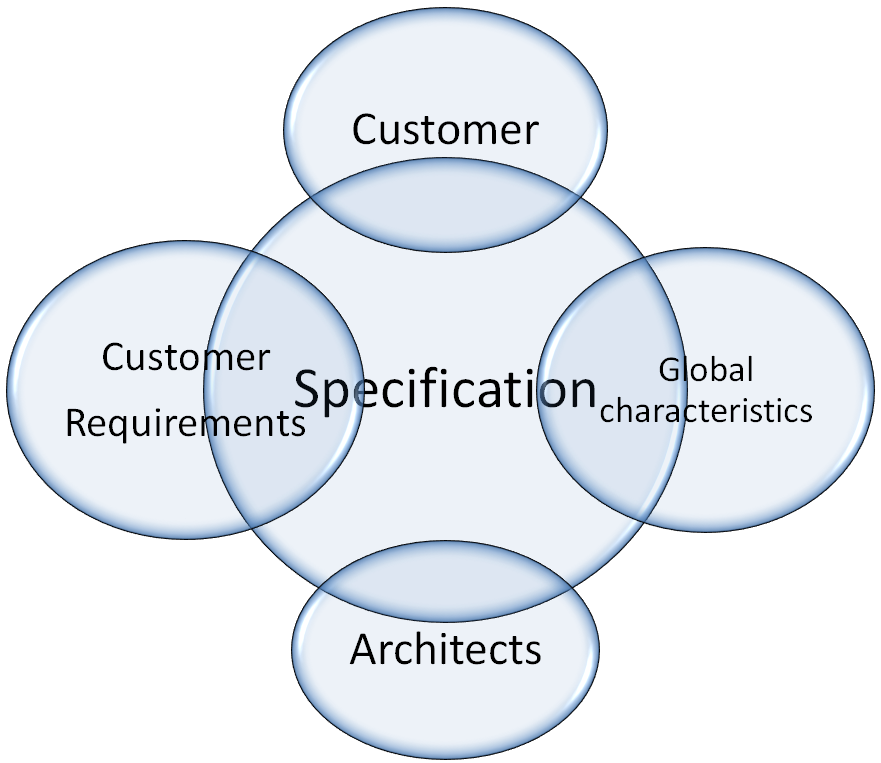 Customer
Customer
Requirements
Specification
Global
characteristics
Architects